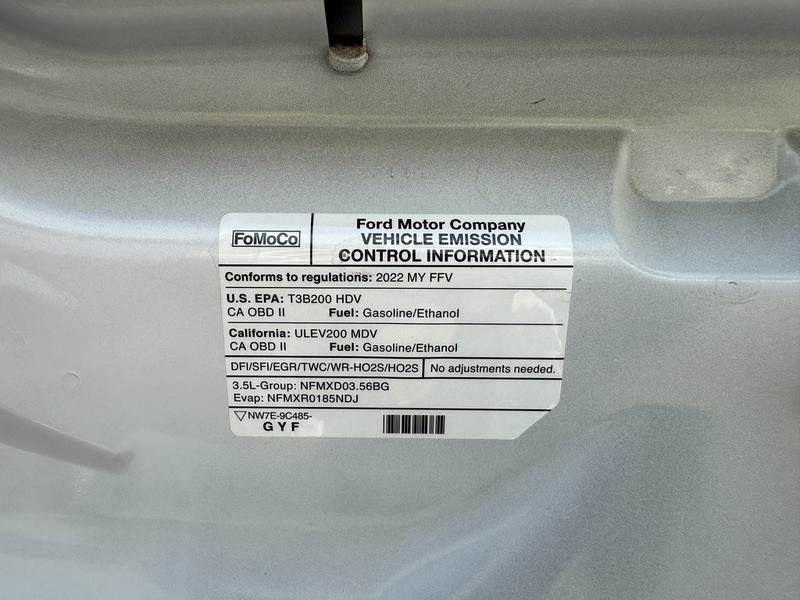 FoMoCo
Ford Motor Company
VEHICLE EMISSION
CONTROL INFORMATION
Conforms to regulations: 2022 MY FFV
U.S. EPA: T3B200 HDV
CA OBD II Fuel: Gasoline/Ethanol
California: ULEV200 MDV
CA OBD II Fuel: Gasoline/Ethanol
DFI/SFI/EGR/TWC/WR-HO2S/HO2S No adjustments needed.
3.5L-Group: NFMXD03.56BG
Evap: NFMXR0185NDJ
NW7E-9C485-
G Y F